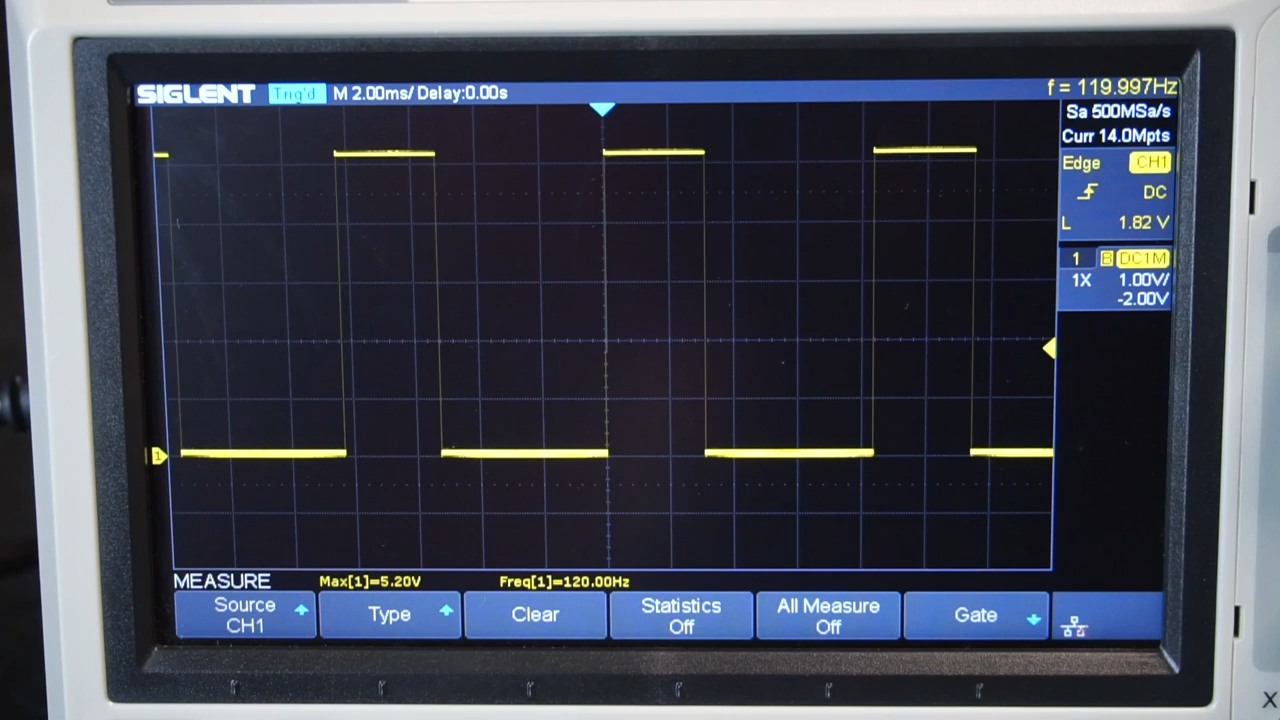 SIGLENT Trig'd M 2.00ms/ Delay:0.00s f = 119.997Hz
Sa 500MSa/s
Curr 14.0Mpts
Edge CH1
DC
L 1.82 V
1 B DC1M
1X 1.00V/
-2.00V
1
MEASURE Max[1]=5.20V Freq[1]=120.00Hz
Source
CH1
Type
Clear
Statistics
Off
All Measure
Off
Gate
X